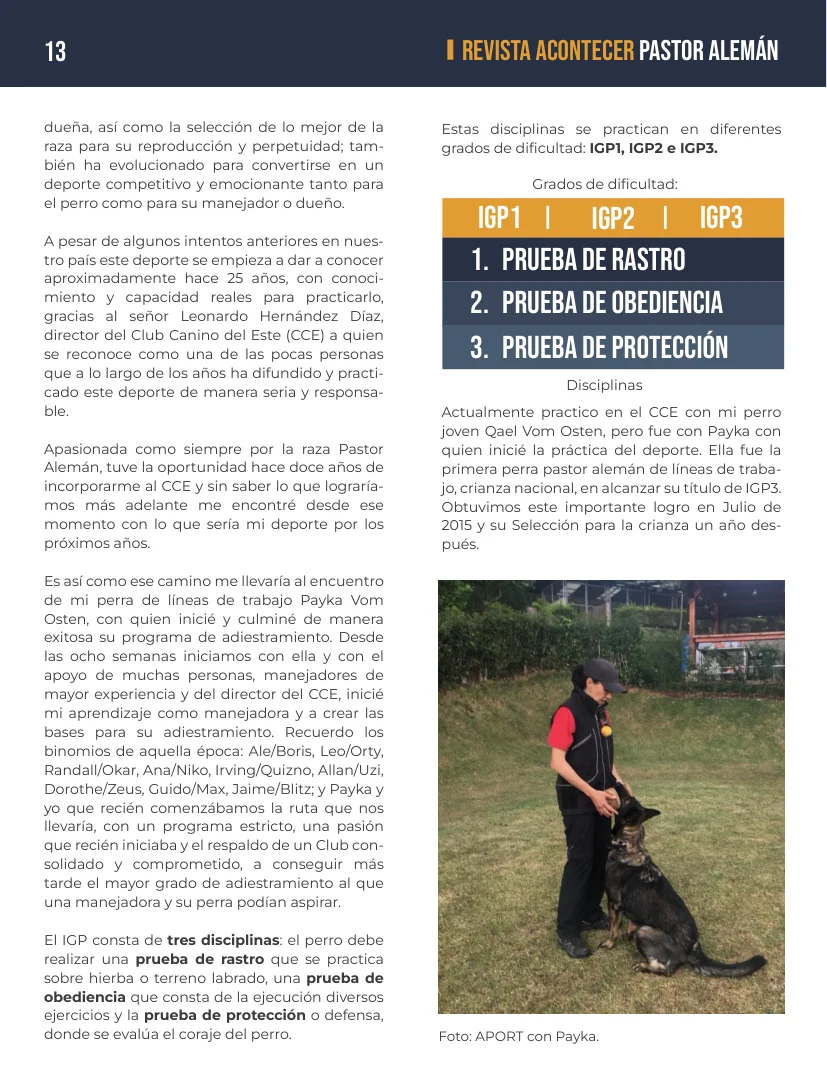 13
REVISTA ACONTECER PASTOR ALEMÁN
dueña, así como la selección de lo mejor de la
raza para su reproducción y perpetuidad; tam-
bién ha evolucionado para convertirse en un
deporte competitivo y emocionante tanto para
el perro como para su manejador o dueño.
A pesar de algunos intentos anteriores en nues-
tro país este deporte se empieza a dar a conocer
aproximadamente hace 25 años, con conoci-
miento y capacidad reales para practicarlo,
gracias al señor Leonardo Hernández Díaz,
director del Club Canino del Este (CCE) a quien
se reconoce como una de las pocas personas
que a lo largo de los años ha difundido y practi-
cado este deporte de manera seria y responsa-
ble.
Apasionada como siempre por la raza Pastor
Alemán, tuve la oportunidad hace doce años de
incorporarme al CCE y sin saber lo que lograría-
mos más adelante me encontré desde ese
momento con lo que sería mi deporte por los
próximos años.
Es así como ese camino me llevaría al encuentro
de mi perra de líneas de trabajo Payka Vom
Osten, con quien inicié y culminé de manera
exitosa su programa de adiestramiento. Desde
las ocho semanas iniciamos con ella y con el
apoyo de muchas personas, manejadores de
mayor experiencia y del director del CCE, inicié
mi aprendizaje como manejadora y a crear las
bases para su adiestramiento. Recuerdo los
binomios de aquella época: Ale/Boris, Leo/Orty,
Randall/Okar, Ana/Niko, Irving/Quizno, Allan/Uzi,
Dorothe/Zeus, Guido/Max, Jaime/Blitz; y Payka y
yo que recién comenzábamos la ruta que nos
llevaría, con un programa estricto, una pasión
que recién iniciaba y el respaldo de un Club con-
solidado y comprometido, a conseguir más
tarde el mayor grado de adiestramiento al que
una manejadora y su perra podían aspirar.
El IGP consta de tres disciplinas: el perro debe
realizar una prueba de rastro que se practica
sobre hierba o terreno labrado, una prueba de
obediencia que consta de la ejecución diversos
ejercicios y la prueba de protección o defensa,
donde se evalúa el coraje del perro.
Estas disciplinas se practican en diferentes
grados de dificultad: IGP1, IGP2 e IGP3.
Grados de dificultad:
IGP1 | IGP2 | IGP3
1. PRUEBA DE RASTRO
2. PRUEBA DE OBEDIENCIA
3. PRUEBA DE PROTECCIÓN
Disciplinas
Actualmente practico en el CCE con mi perro
joven Qael Vom Osten, pero fue con Payka con
quien inicié la práctica del deporte. Ella fue la
primera perra pastor alemán de líneas de traba-
jo, crianza nacional, en alcanzar su título de IGP3.
Obtuvimos este importante logro en Julio de
2015 y su Selección para la crianza un año des-
pués.
Foto: APORT con Payka.